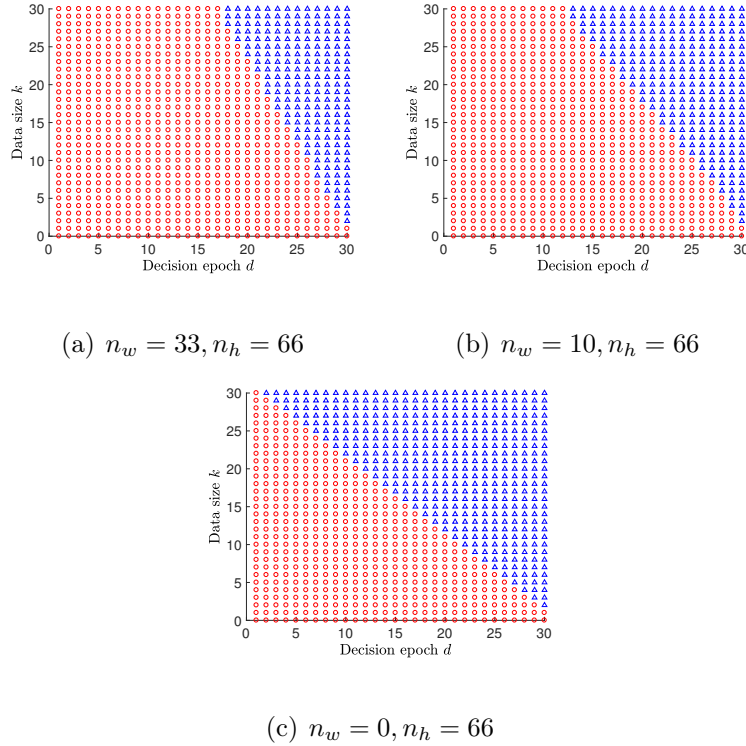 30
25
20
15
10
5
0
Data size k
0 5 10 15 20 25 30
Decision epoch d
(a) n_w = 33, n_h = 66
30
25
20
15
10
5
0
Data size k
0 5 10 15 20 25 30
Decision epoch d
(b) n_w = 10, n_h = 66
30
25
20
15
10
5
0
Data size k
0 5 10 15 20 25 30
Decision epoch d
(c) n_w = 0, n_h = 66